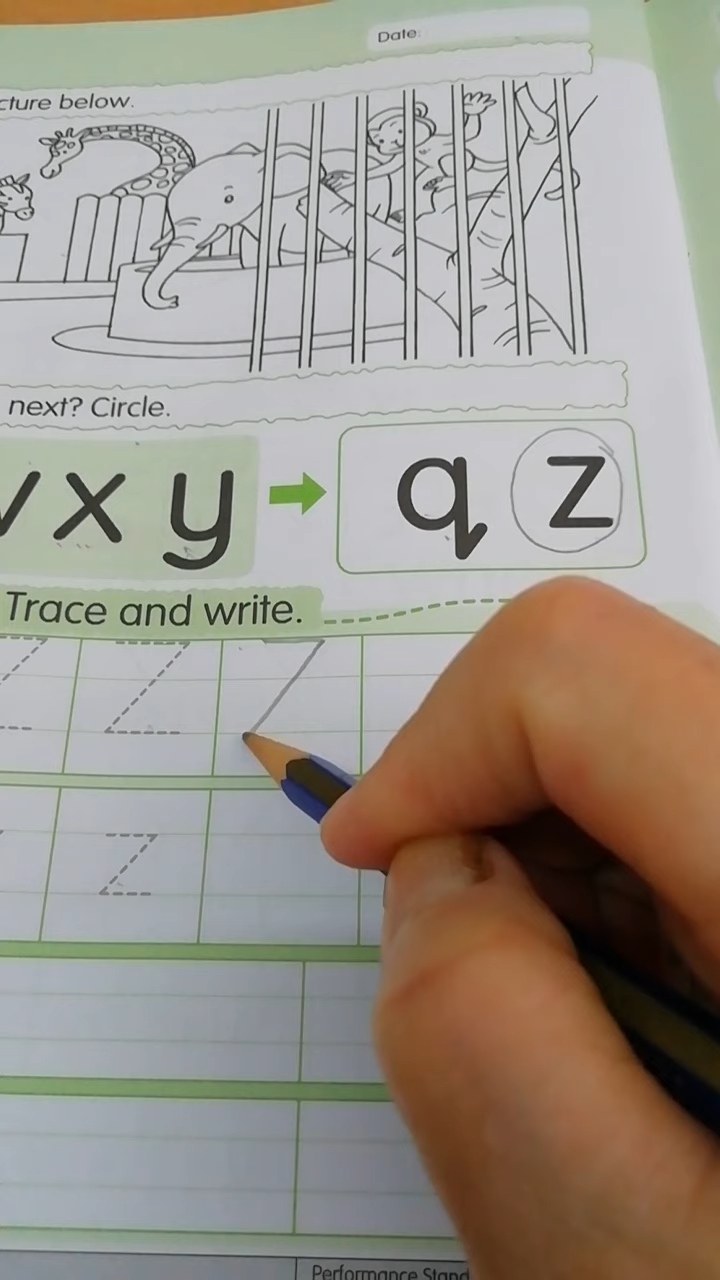 Date:
cture below.
next? Circle.
x y q z
Trace and write.
Z Z Z
z
Performance Stand